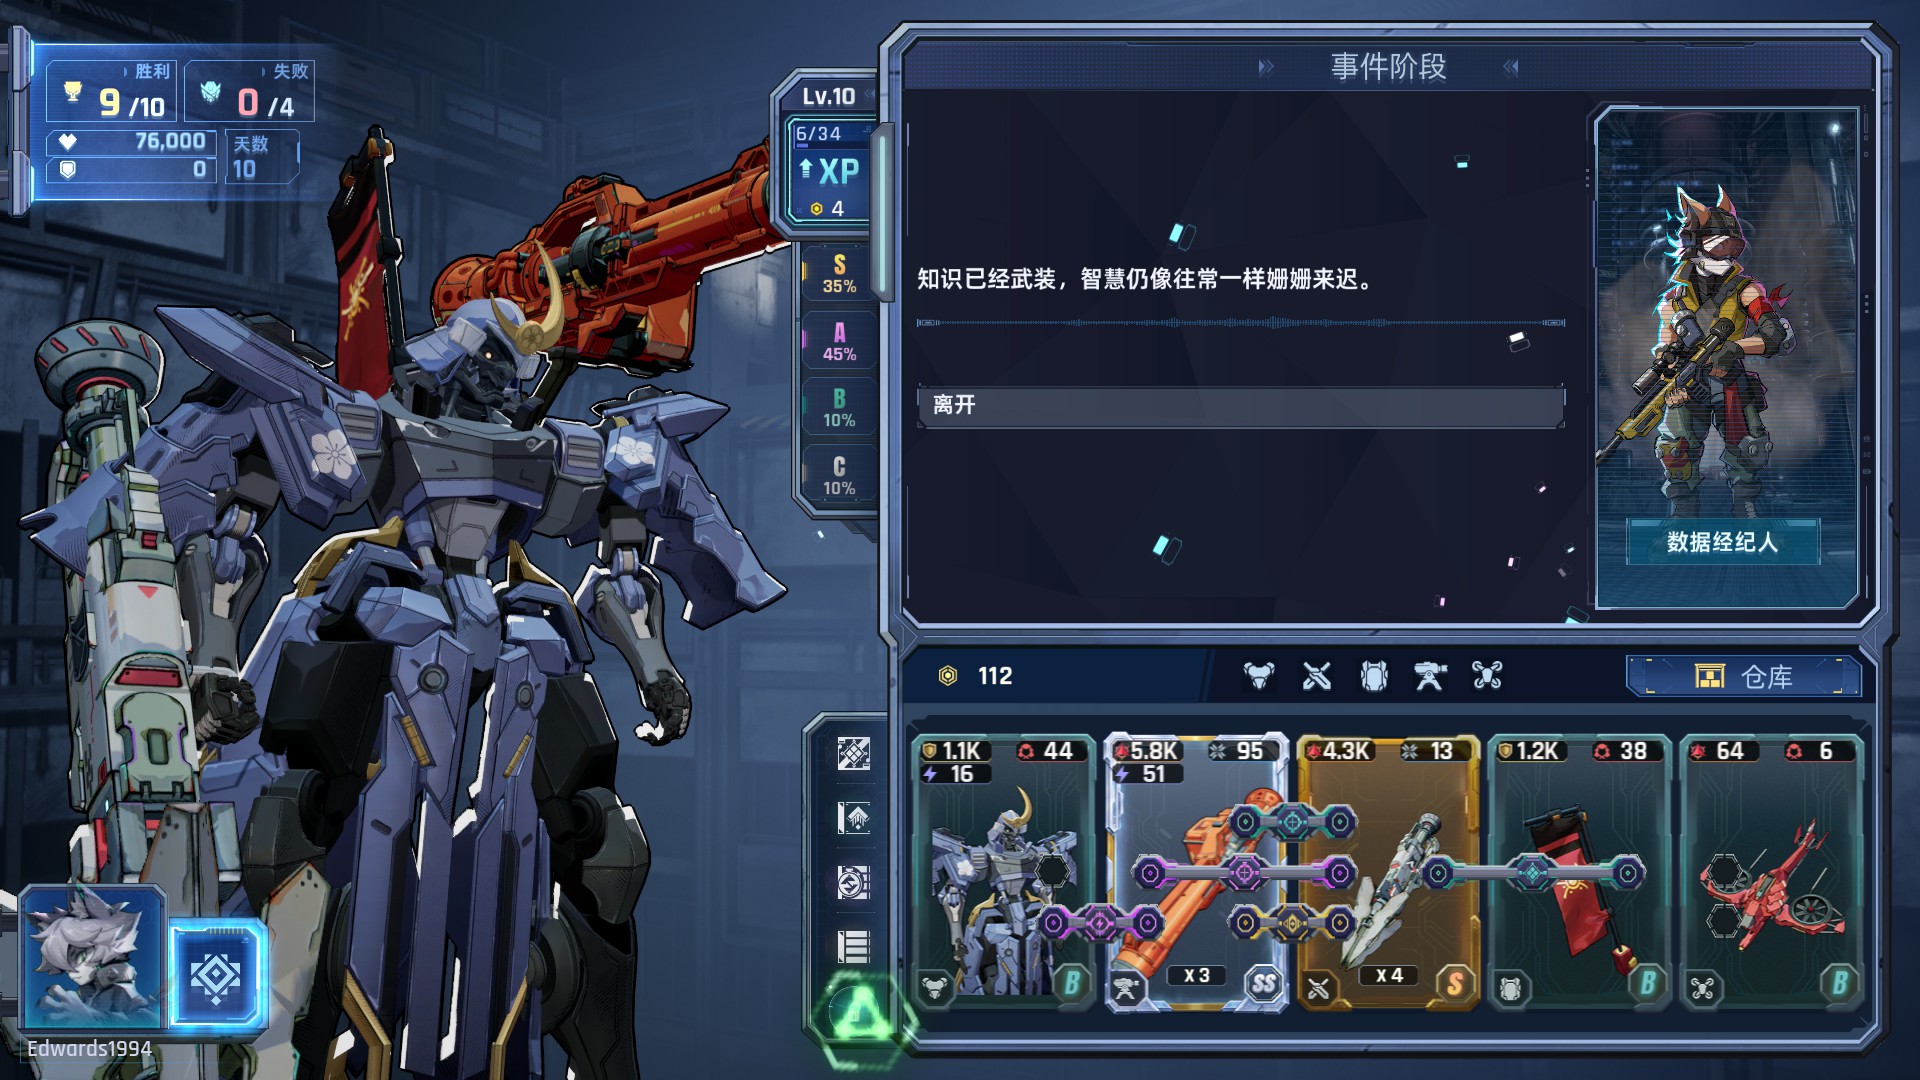 胜利
9/10
失败
0/4
76,000
0
天数
10
Lv.10
6/34
XP
4
S
35%
A
45%
B
10%
C
10%
事件阶段
知识已经武装，智慧仍像往常一样姗姗来迟。
离开
数据经纪人
112
仓库
1.1K
44
16
B
5.8K
95
51
x3
SS
4.3K
13
x4
S
1.2K
38
B
64
6
B
Edwards1994